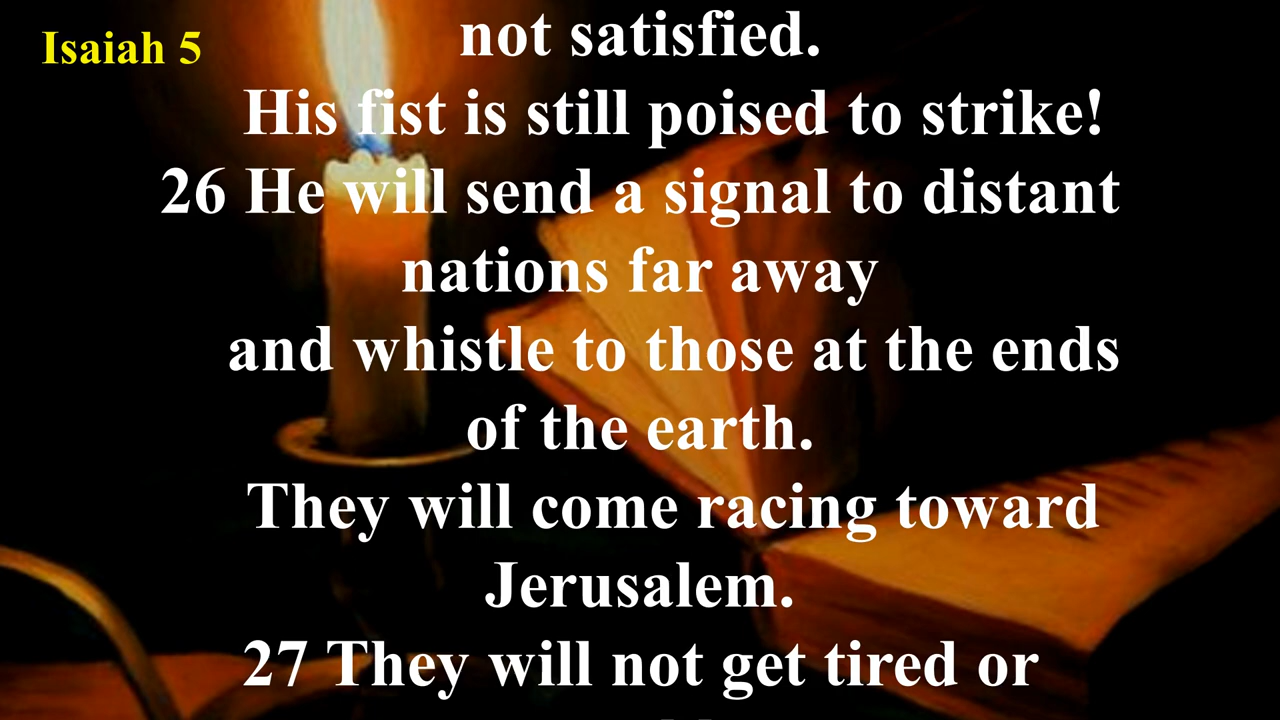 Isaiah 5
not satisfied.
His fist is still poised to strike!
26 He will send a signal to distant
nations far away
and whistle to those at the ends
of the earth.
They will come racing toward
Jerusalem.
27 They will not get tired or